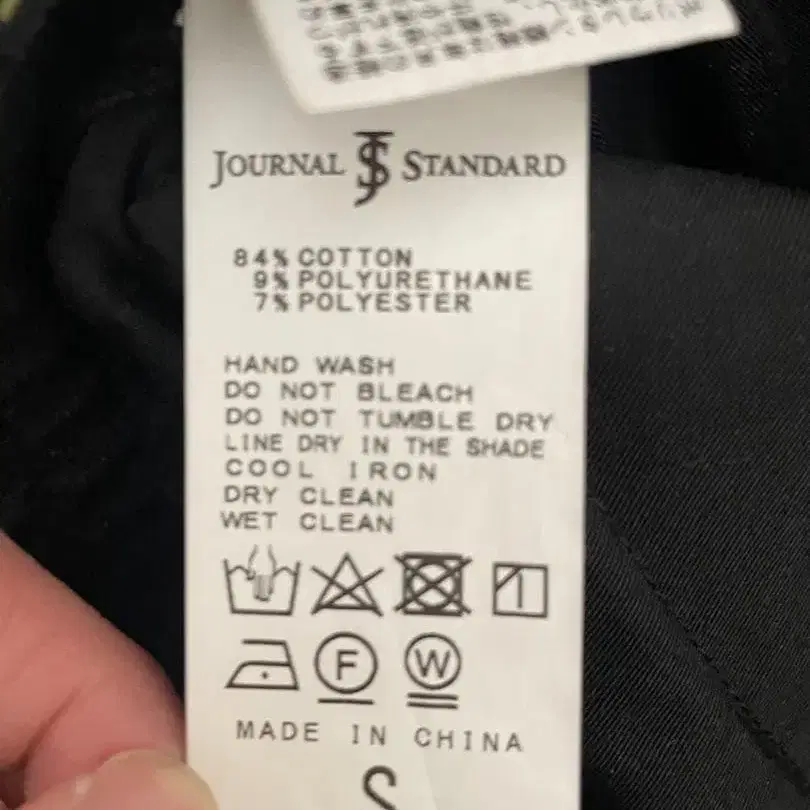 JOURNAL JS STANDARD
84% COTTON
9% POLYURETHANE
7% POLYESTER
HAND WASH
DO NOT BLEACH
DO NOT TUMBLE DRY
LINE DRY IN THE SHADE
COOL IRON
DRY CLEAN
WET CLEAN
F W
MADE IN CHINA